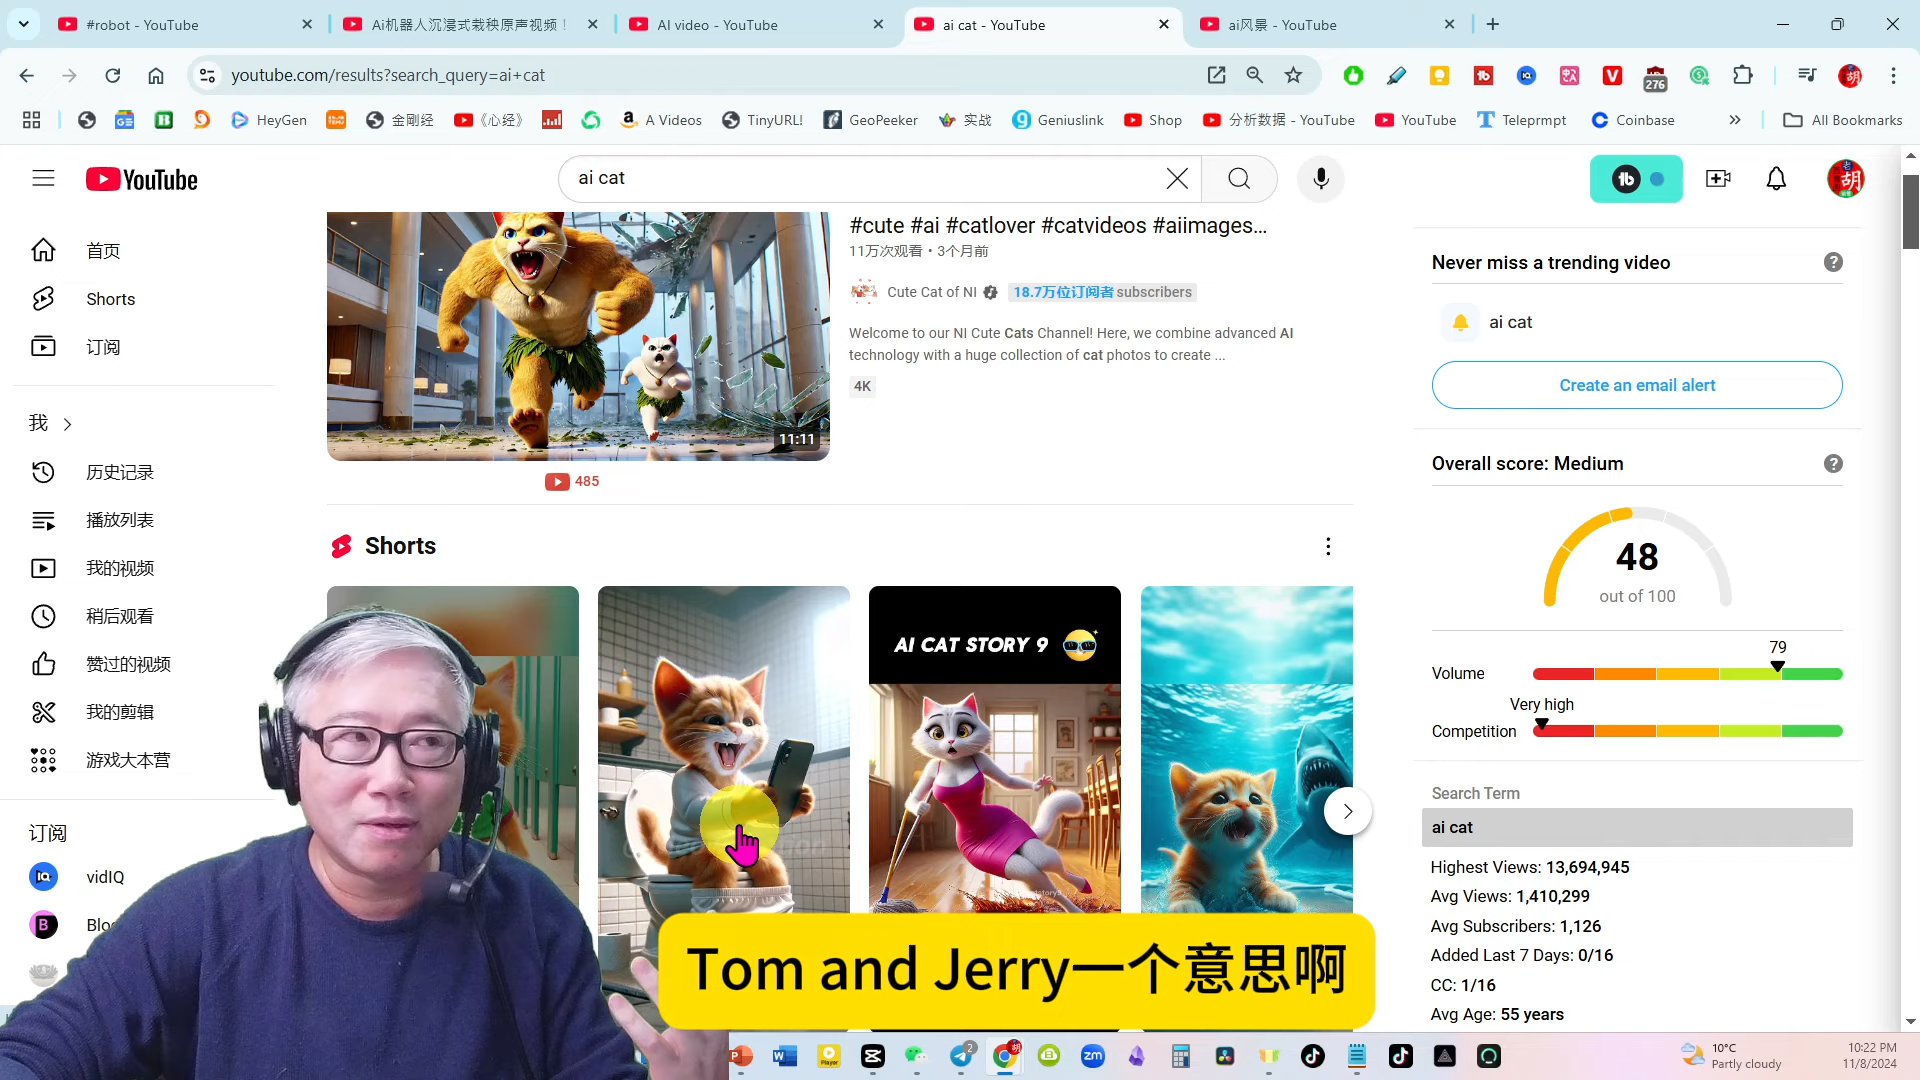 #robot - YouTube
Ai机器人沉浸式栽秧原声视频！
AI video - YouTube
ai cat - YouTube
ai风景 - YouTube
youtube.com/results?search_query=ai+cat
276
HeyGen
金刚经
《心经》
A Videos
TinyURL!
GeoPeeker
实战
Geniuslink
Shop
分析数据 - YouTube
YouTube
Teleprmpt
Coinbase
All Bookmarks
YouTube
ai cat
首页
Shorts
订阅
我
历史记录
播放列表
我的视频
稍后观看
赞过的视频
我的剪辑
游戏大本营
订阅
vidIQ
#cute #ai #catlover #catvideos #aiimages...
11万次观看・3个月前
Cute Cat of NI
18.7万位订阅者 subscribers
Welcome to our NI Cute Cats Channel! Here, we combine advanced AI
technology with a huge collection of cat photos to create ...
4K
11:11
485
Shorts
AI CAT STORY 9
Tom and Jerry一个意思啊
Never miss a trending video
ai cat
Create an email alert
Overall score: Medium
48
out of 100
79
Volume
Very high
Competition
Search Term
ai cat
Highest Views: 13,694,945
Avg Views: 1,410,299
Avg Subscribers: 1,126
Added Last 7 Days: 0/16
CC: 1/16
Avg Age: 55 years
2
zm
10°C
Partly cloudy
10:22 PM
11/8/2024